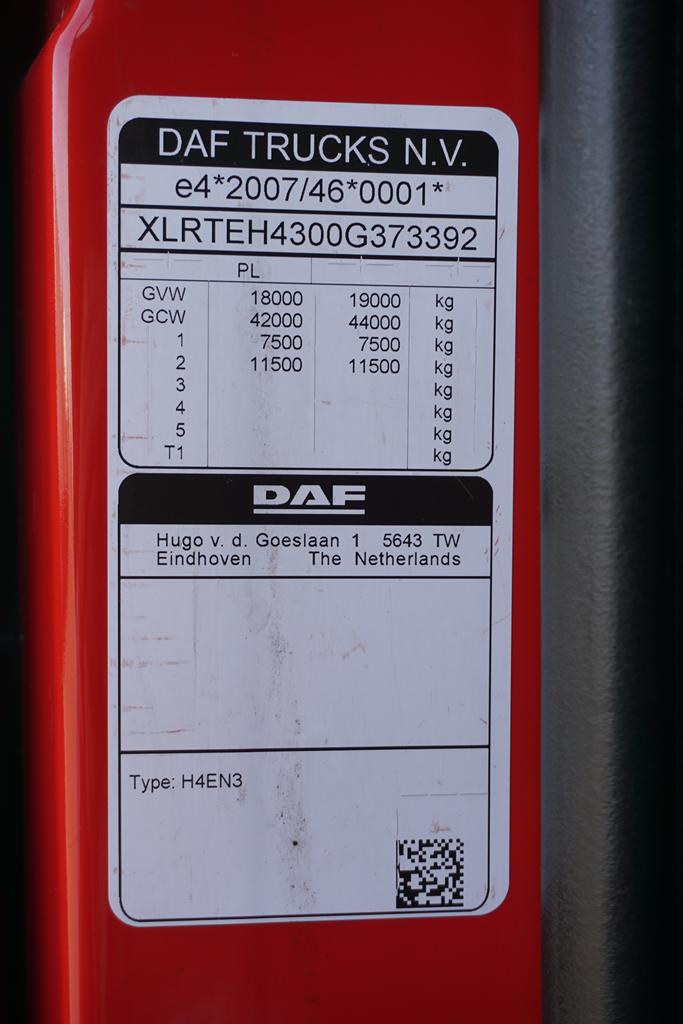 DAF TRUCKS N.V.
e4*2007/46*0001*
XLRTEH4300G373392
PL
GVW 18000 19000 kg
GCW 42000 44000 kg
1 7500 7500 kg
2 11500 11500 kg
3 kg
4 kg
5 kg
T1 kg
DAF
Hugo v. d. Goeslaan 1 5643 TW
Eindhoven The Netherlands
Type: H4EN3